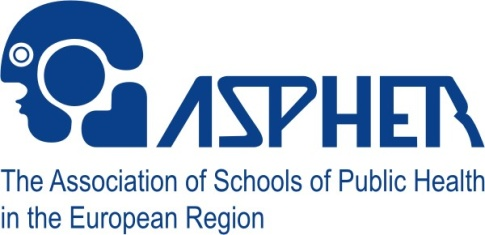 ASPHER
The Association of Schools of Public Health
in the European Region